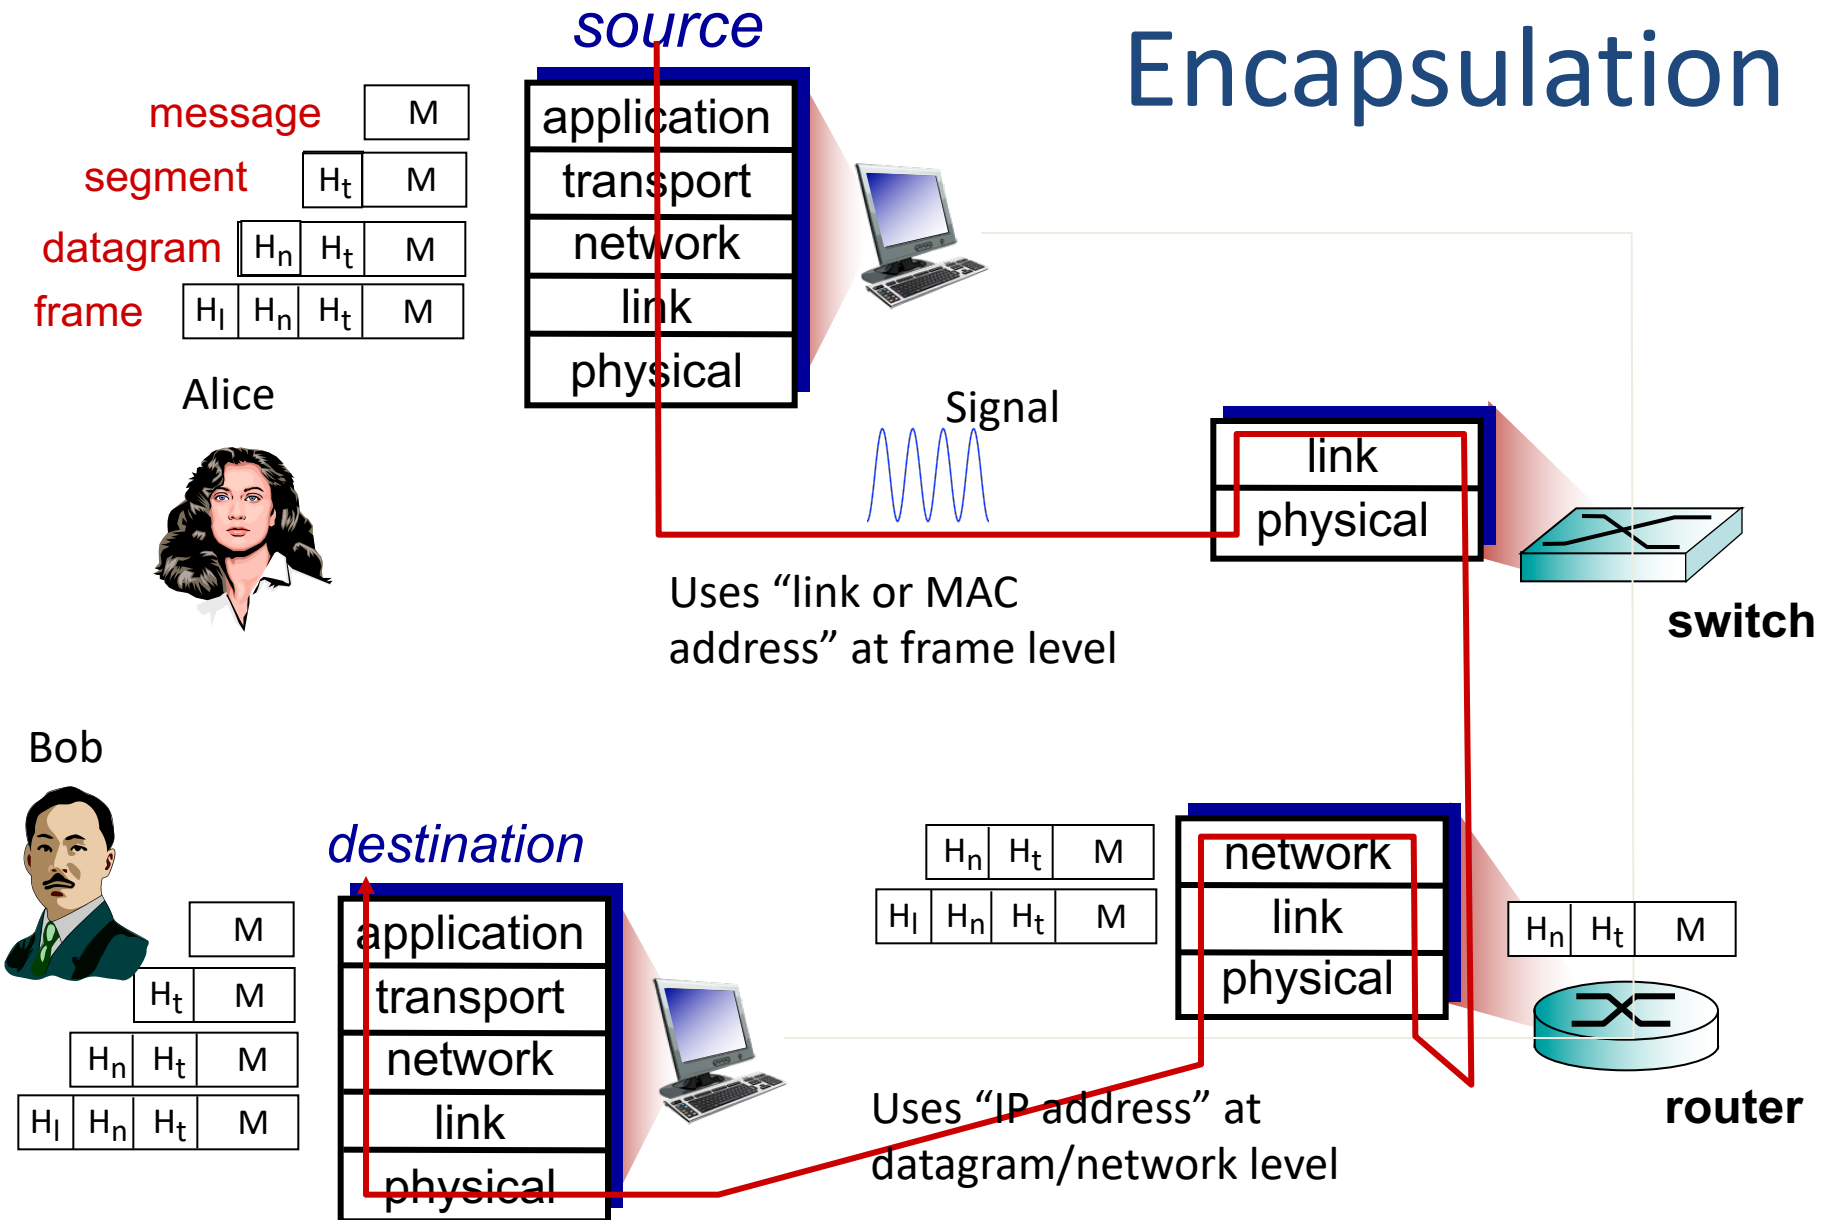 source
Encapsulation
message M
segment Ht M
datagram Hn Ht M
frame Hl Hn Ht M
application
transport
network
link
physical
Alice
Signal
link
physical
Uses “link or MAC
address” at frame level
switch
Bob
destination
M
Ht M
Hn Ht M
Hl Hn Ht M
application
transport
network
link
physical
Hn Ht M
Hl Hn Ht M
network
link
physical
Hn Ht M
Uses “IP address” at
datagram/network level
router